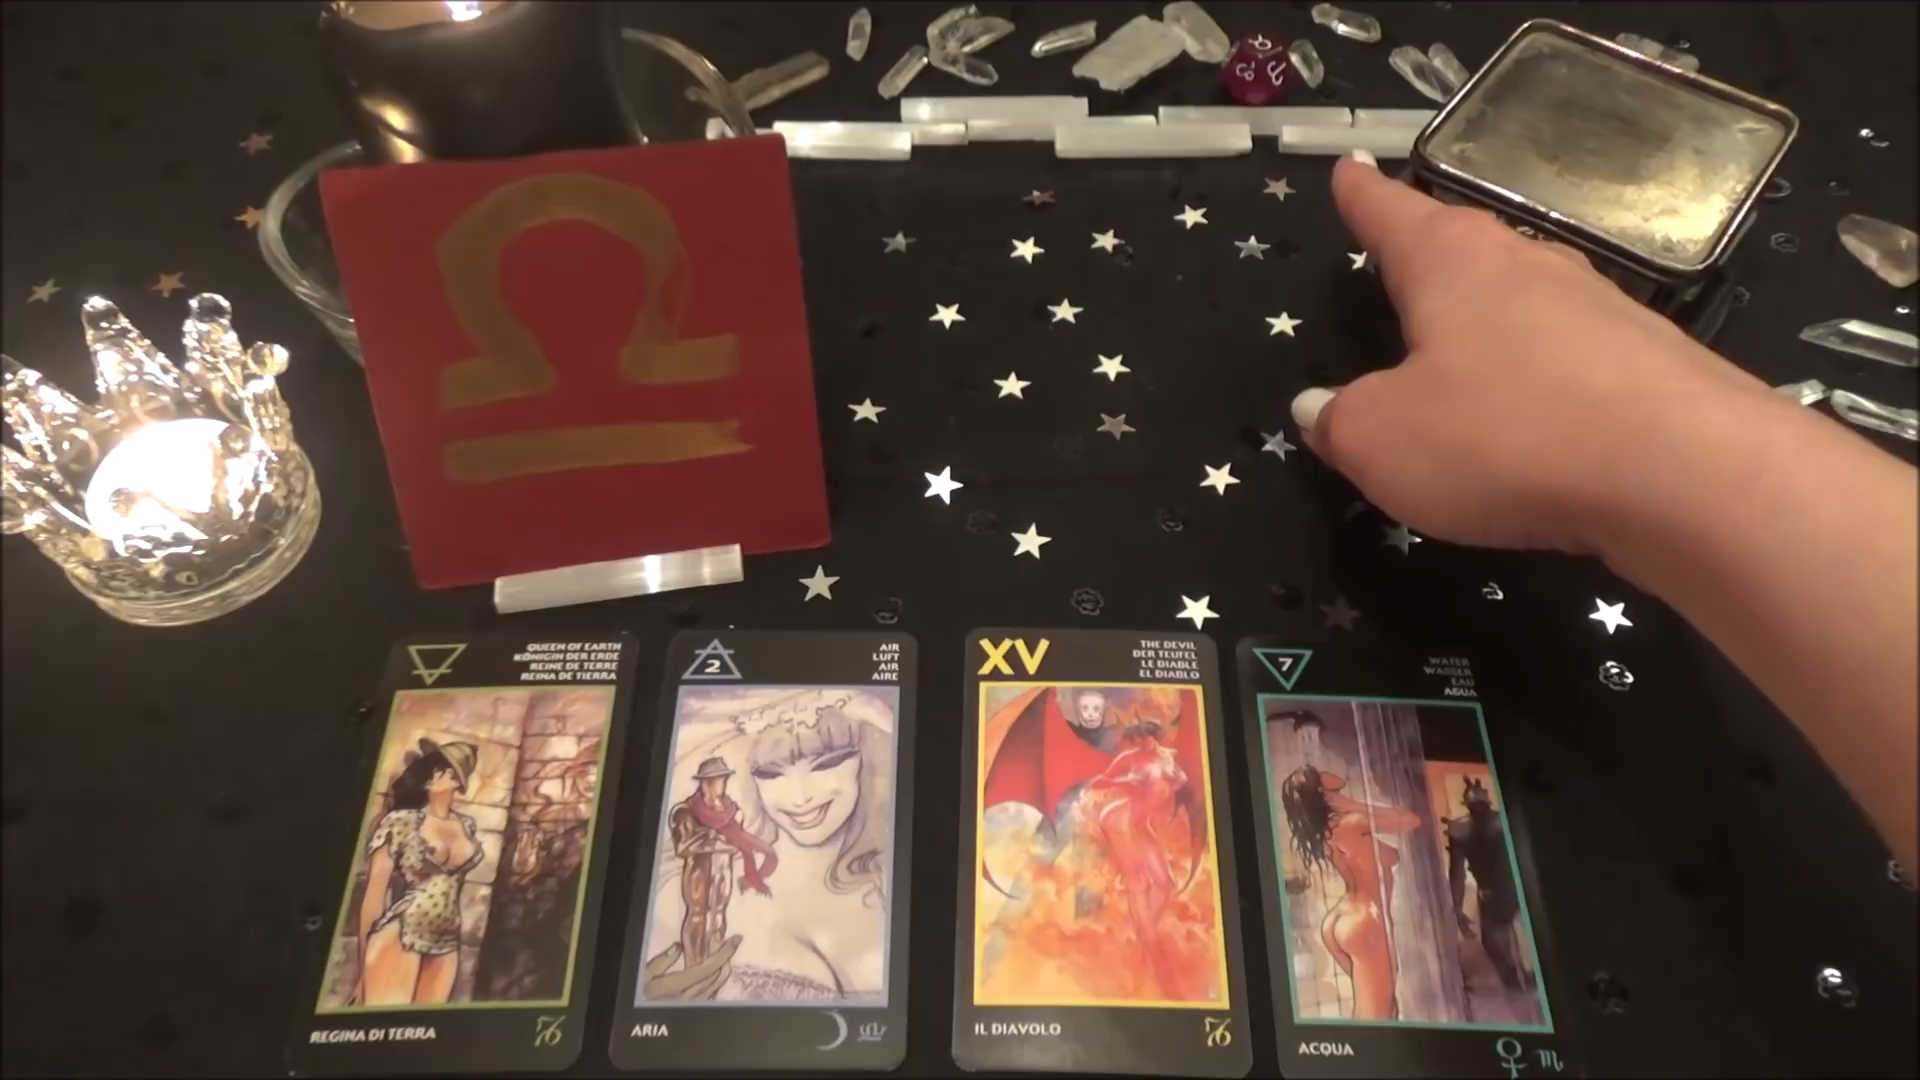 QUEEN OF EARTH
KÖNIGIN DER ERDE
REINE DE TERRE
REINA DE TIERRA
REGINA DI TERRA
2
AIR
LUFT
AIR
AIRE
ARIA
XV
THE DEVIL
DER TEUFEL
LE DIABLE
EL DIABLO
IL DIAVOLO
7
WATER
WASSER
EAU
AGUA
ACQUA